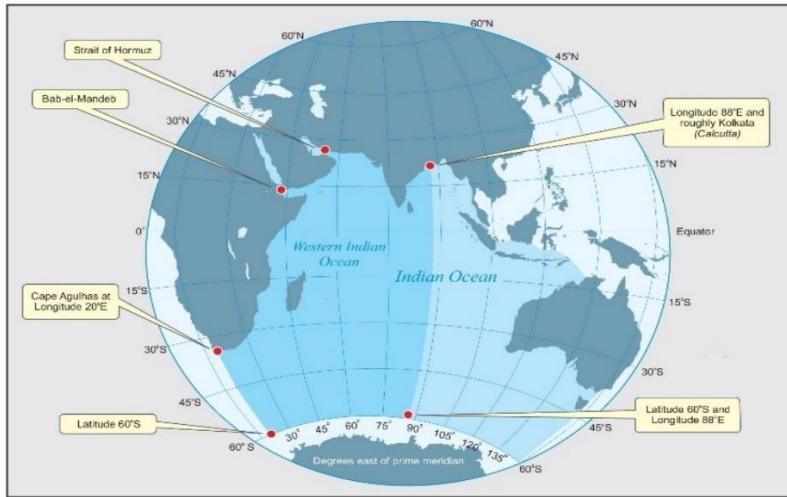 60°N
60°N
Strait of Hormuz
45°N
45°N
Bab-el-Mandeb
30°N
30°N
Longitude 88°E and
roughly Kolkata
(Calcutta)
15°N
15°N
0°
Equator
Western Indian
Ocean
Indian Ocean
15°S
15°S
Cape Agulhas at
Longitude 20°E
30°S
30°S
45°S
45°S
Latitude 60°S
Latitude 60°S and
Longitude 88°E
60°S
30° 45° 60° 75° 90° 105° 120° 135°
60°S
Degrees east of prime meridian